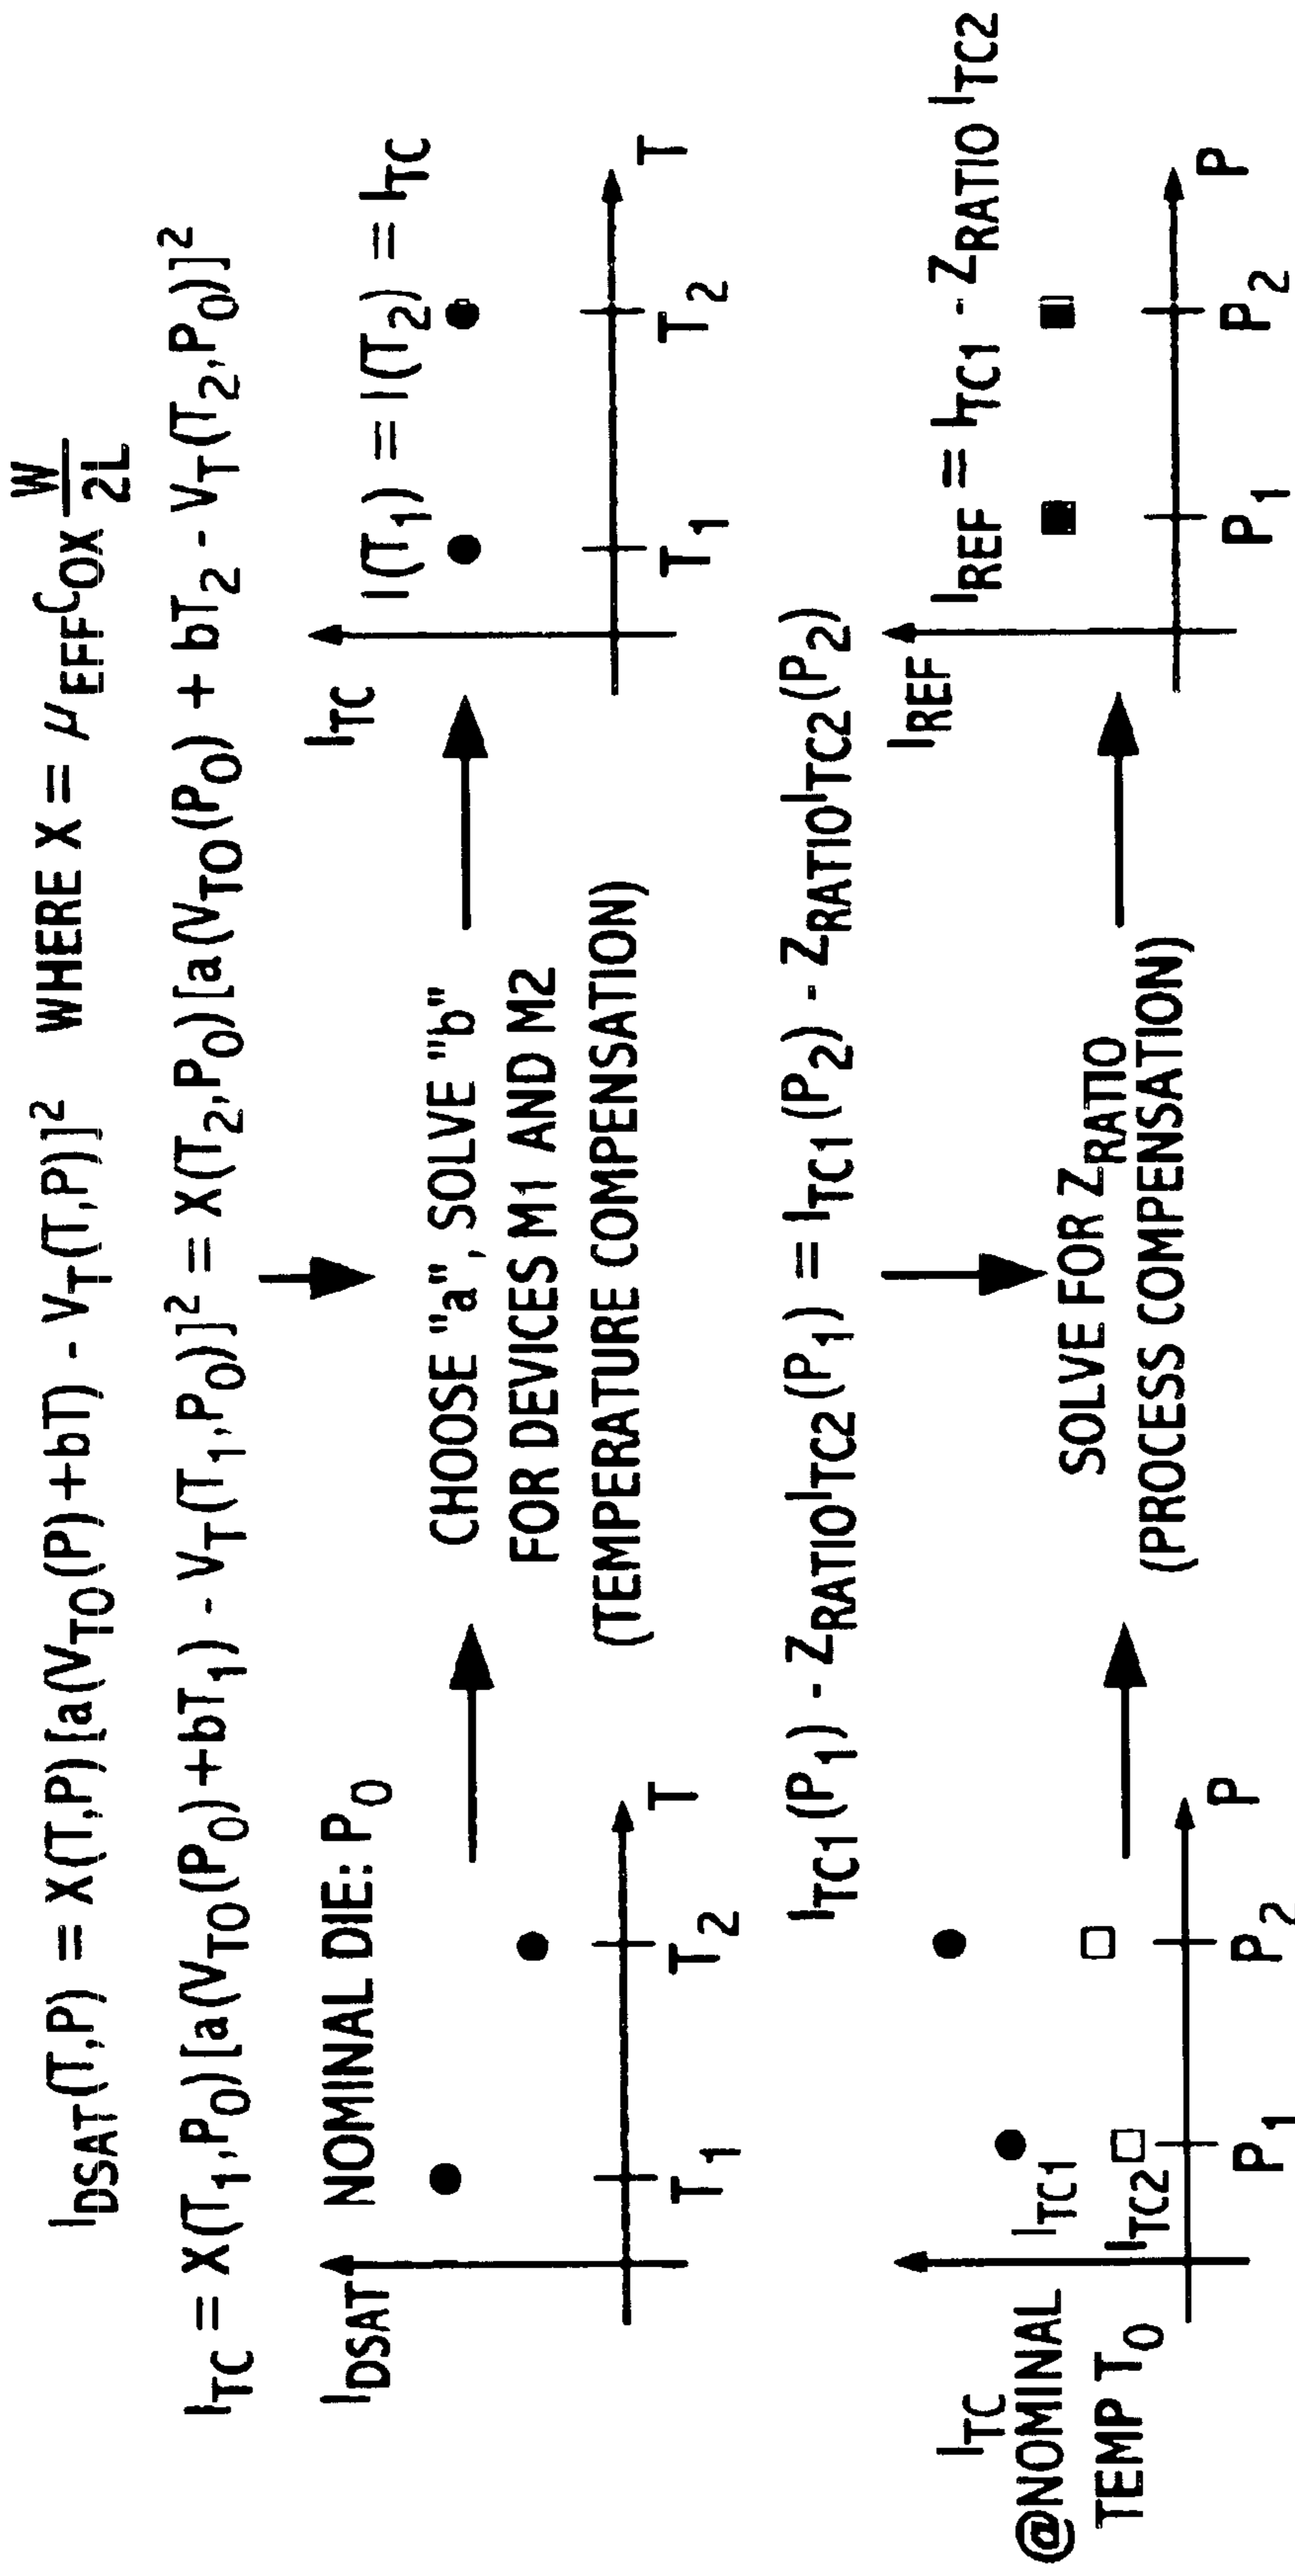 I_DSAT(T,P) = X(T,P)[a(V_TO(P)+bT) - V_T(T,P)]² WHERE X = μ_EFF C_OX W/2L
I_TC = X(T_1,P_0)[a(V_TO(P_0)+bT_1) - V_T(T_1,P_0)]² = X(T_2,P_0)[a(V_TO(P_0) + bT_2 - V_T(T_2,P_0)]²
I_DSAT
NOMINAL DIE: P_0
T_1
T_2
T
CHOOSE "a", SOLVE "b"
FOR DEVICES M1 AND M2
(TEMPERATURE COMPENSATION)
I_TC
I(T_1) = I(T_2) = I_TC
T_1
T_2
T
I_TC1(P_1) - Z_RATIO I_TC2(P_1) = I_TC1(P_2) - Z_RATIO I_TC2(P_2)
I_TC
@NOMINAL
TEMP T_0
I_TC1
I_TC2
P_1
P_2
P
SOLVE FOR Z_RATIO
(PROCESS COMPENSATION)
I_REF
I_REF = I_TC1 - Z_RATIO I_TC2
P_1
P_2
P